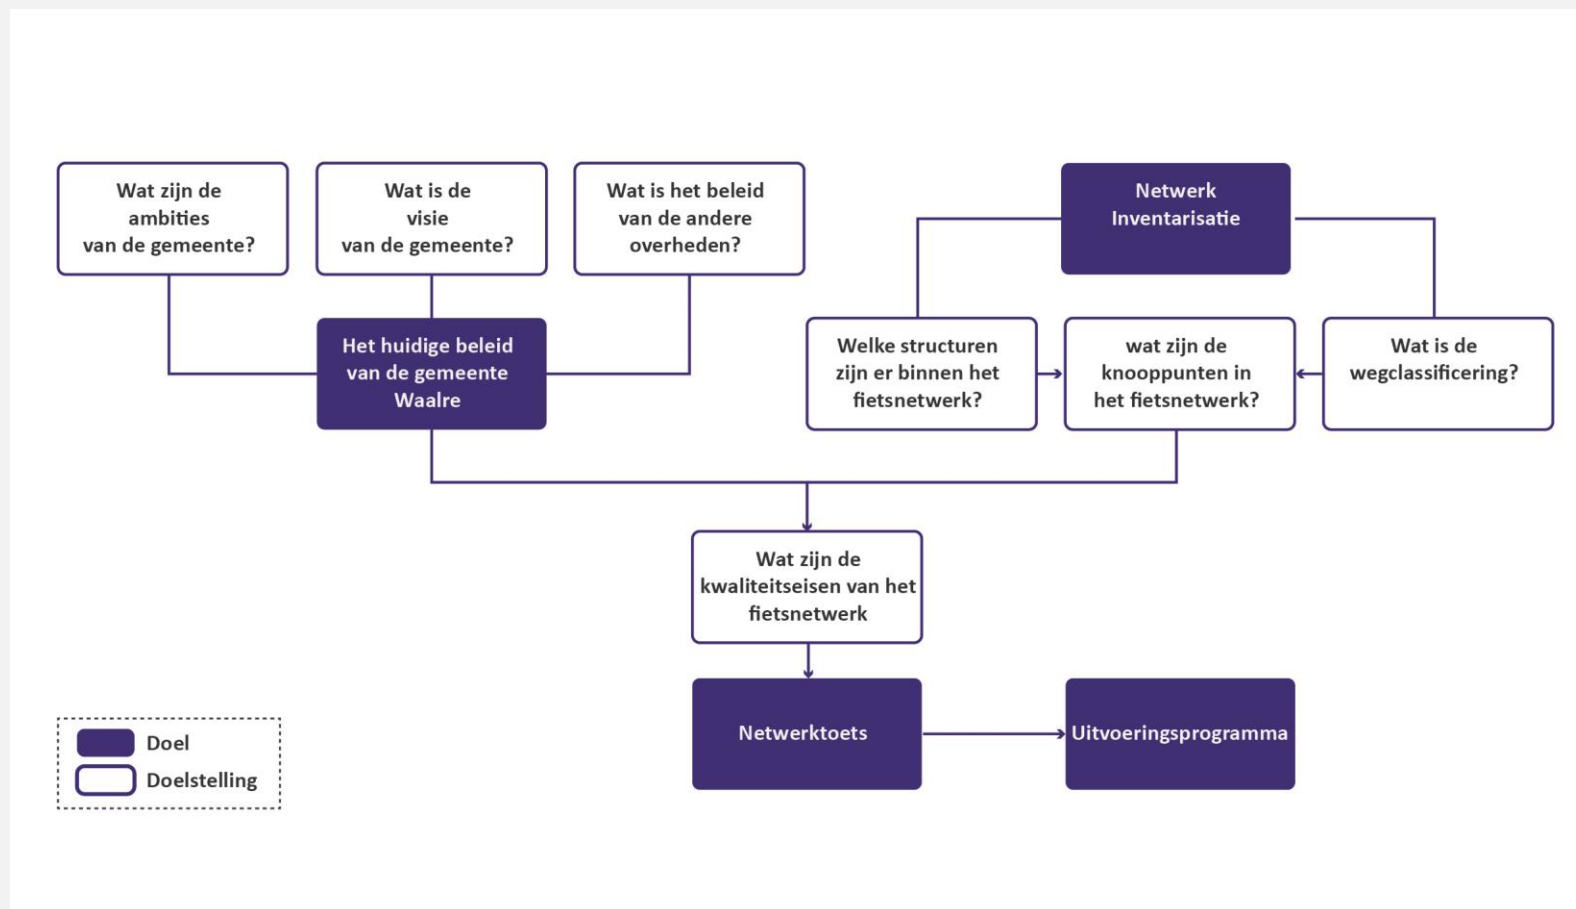 Wat zijn de
ambities
van de gemeente?
Wat is de
visie
van de gemeente?
Wat is het beleid
van de andere
overheden?
Netwerk
Inventarisatie
Het huidige beleid
van de gemeente
Waalre
Welke structuren
zijn er binnen het
fietsnetwerk?
wat zijn de
knooppunten in
het fietsnetwerk?
Wat is de
wegclassificering?
Wat zijn de
kwaliteitseisen van het
fietsnetwerk
Netwerktoets
Uitvoeringsprogramma
Doel
Doelstelling